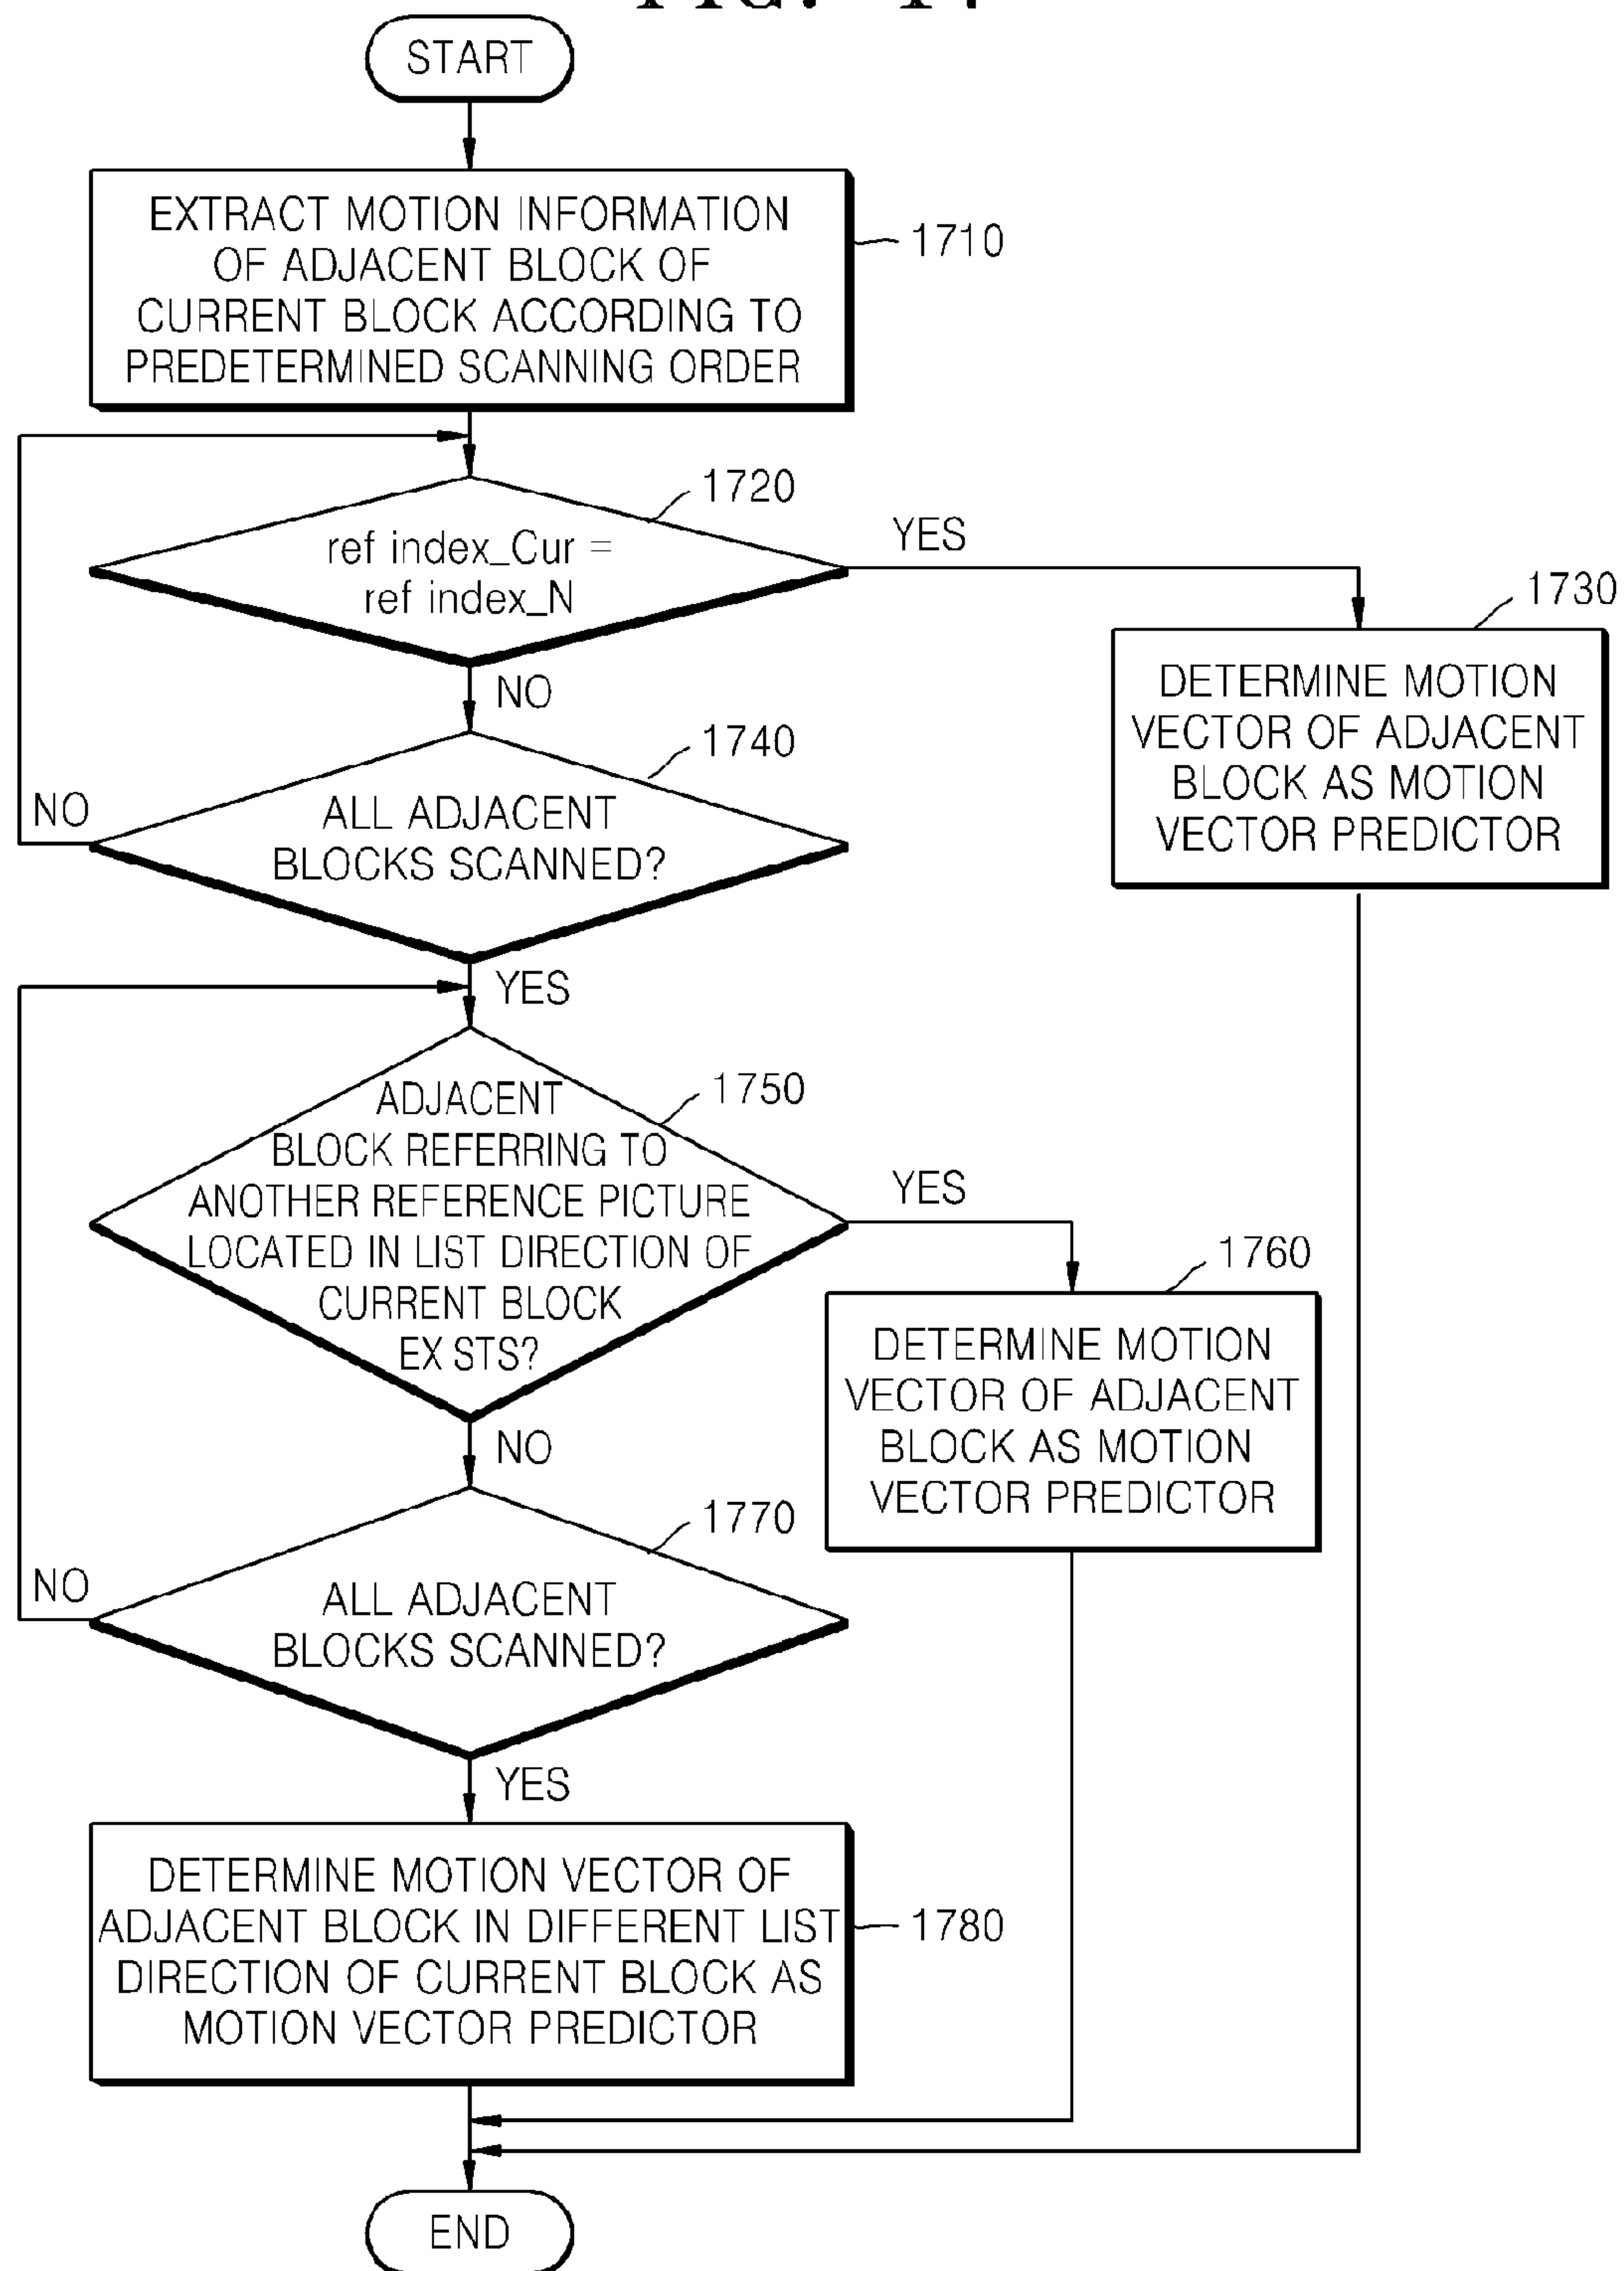 START
EXTRACT MOTION INFORMATION
OF ADJACENT BLOCK OF
CURRENT BLOCK ACCORDING TO
PREDETERMINED SCANNING ORDER
1710
1720
ref index_Cur =
ref index_N
YES
NO
1730
DETERMINE MOTION
VECTOR OF ADJACENT
BLOCK AS MOTION
VECTOR PREDICTOR
1740
ALL ADJACENT
BLOCKS SCANNED?
NO
YES
1750
ADJACENT
BLOCK REFERRING TO
ANOTHER REFERENCE PICTURE
LOCATED IN LIST DIRECTION OF
CURRENT BLOCK
EX STS?
YES
NO
1760
DETERMINE MOTION
VECTOR OF ADJACENT
BLOCK AS MOTION
VECTOR PREDICTOR
1770
ALL ADJACENT
BLOCKS SCANNED?
NO
YES
DETERMINE MOTION VECTOR OF
ADJACENT BLOCK IN DIFFERENT LIST
DIRECTION OF CURRENT BLOCK AS
MOTION VECTOR PREDICTOR
1780
END